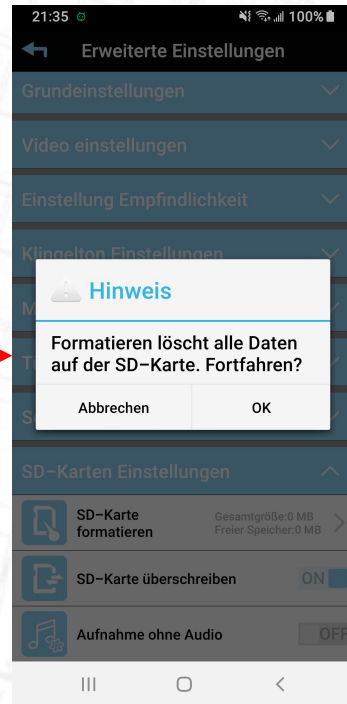 21:35
100%
Erweiterte Einstellungen
Grundeinstellungen
Video einstellungen
Einstellung Empfindlichkeit
Klingelton Einstellungen
Hinweis
Formatieren löscht alle Daten
auf der SD-Karte. Fortfahren?
Abbrechen
OK
SD-Karten Einstellungen
SD-Karte
formatieren
Gesamtgröße:0 MB
Freier Speicher:0 MB
SD-Karte überschreiben
ON
Aufnahme ohne Audio
OFF